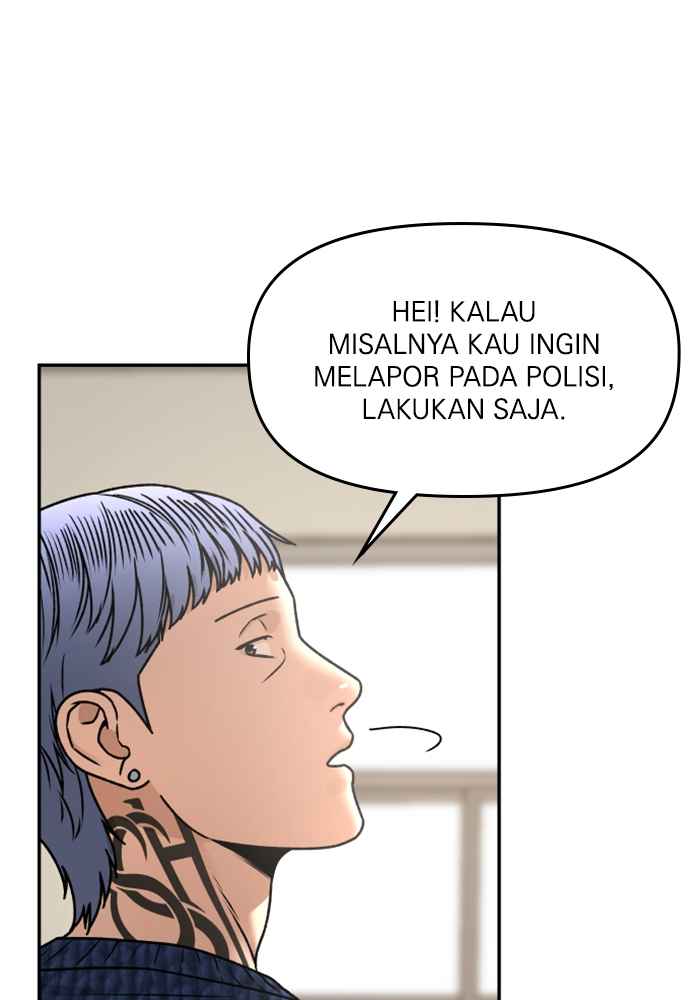 HEI! KALAU
MISALNYA KAU INGIN
MELAPOR PADA POLISI,
LAKUKAN SAJA.